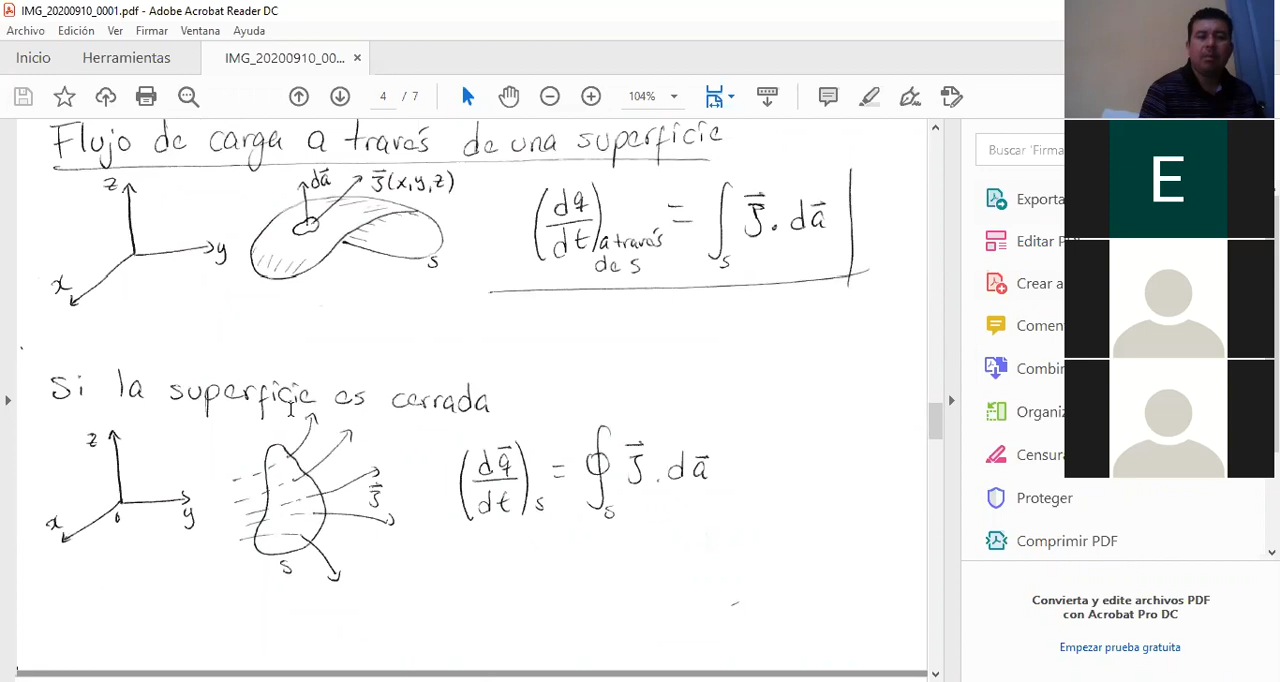 IMG_20200910_0001.pdf - Adobe Acrobat Reader DC
Archivo Edición Ver Firmar Ventana Ayuda
Inicio Herramientas IMG_20200910_00... ×
4 / 7 104%
Flujo de carga a través de una superficie
z y x
da⃗ J⃗(x,y,z) s
(dq/dt) a través de s = ∫s J⃗ . da⃗
Si la superficie es cerrada
z y x o
J⃗ s
(dq⃗/dt)s = ∮s J⃗ . da⃗
E
Buscar 'Firma
Exporta
Editar P
Crear a
Comen
Combin
Organiz
Censura
Proteger
Comprimir PDF
Convierta y edite archivos PDF
con Acrobat Pro DC
Empezar prueba gratuita